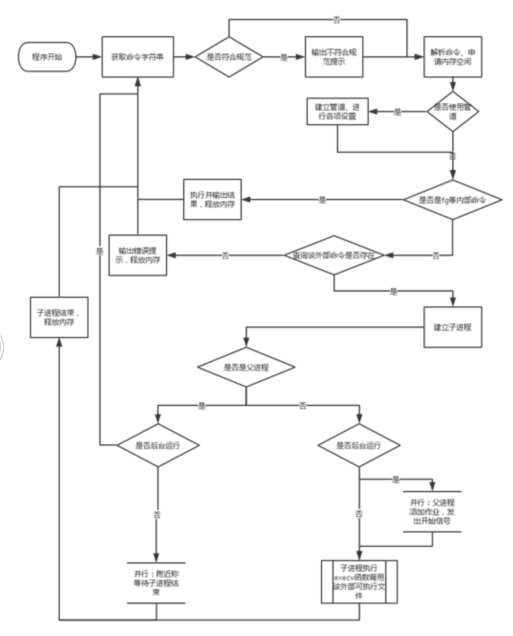 否
程序开始
获取命令字符串
是否符合规范
是
输出不符合规
范提示
解析命令、申
请内存空间
建立管道、进
行各项设置
是
是否使用管
道
否
执行并输出结
果，释放内存
是
是否是fg等内部命令
输出错误提
示，释放内存
否
查询该外部命令是否存在
否
是
是
子进程结束，
释放内存
建立子进程
是否是父进程
是
否
是否后台运行
是否后台运行
是
并行：父进程
添加作业，发
出开始信号
否
否
并行：附近称
等待子进程结
束
子进程执行
execv函数调用
该外部可执行文
件